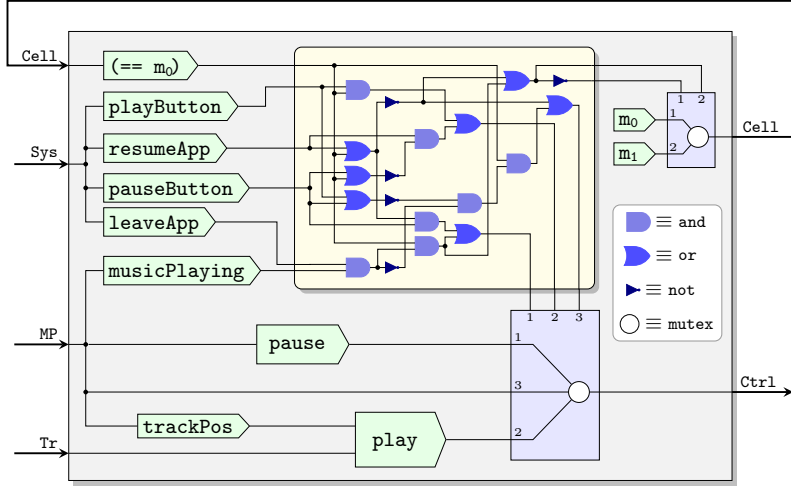 Cell
(== m₀)
playButton
1 2
m₀
1
Cell
Sys
resumeApp
m₁
2
pauseButton
leaveApp
≡ and
≡ or
musicPlaying
≡ not
1 2 3
≡ mutex
MP
pause
1
3
Ctrl
trackPos
2
Tr
play